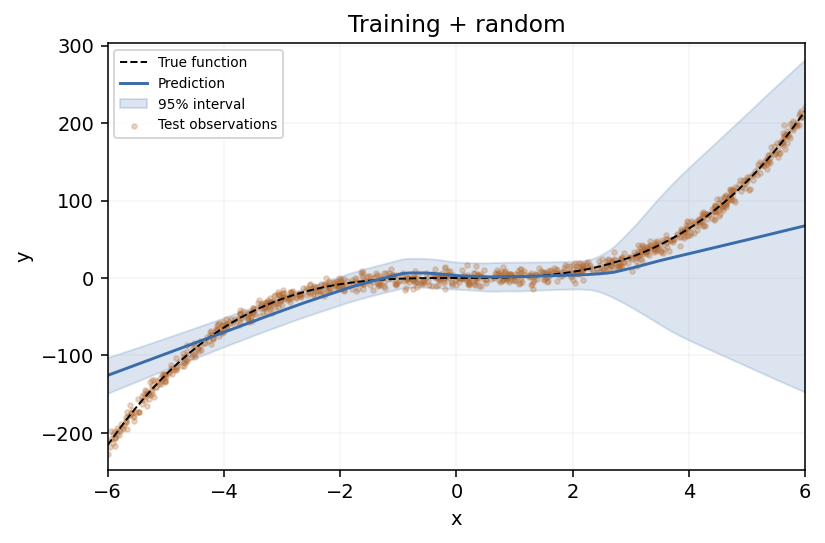 Training + random
True function
Prediction
95% interval
Test observations
300
200
100
0
−100
−200
y
−6
−4
−2
0
2
4
6
x